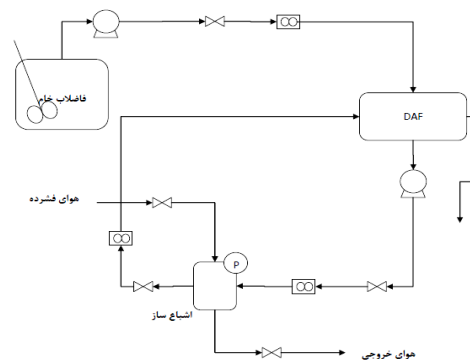 فاضلاب خام
DAF
هوای فشرده
P
اشباع ساز
هوای خروجی